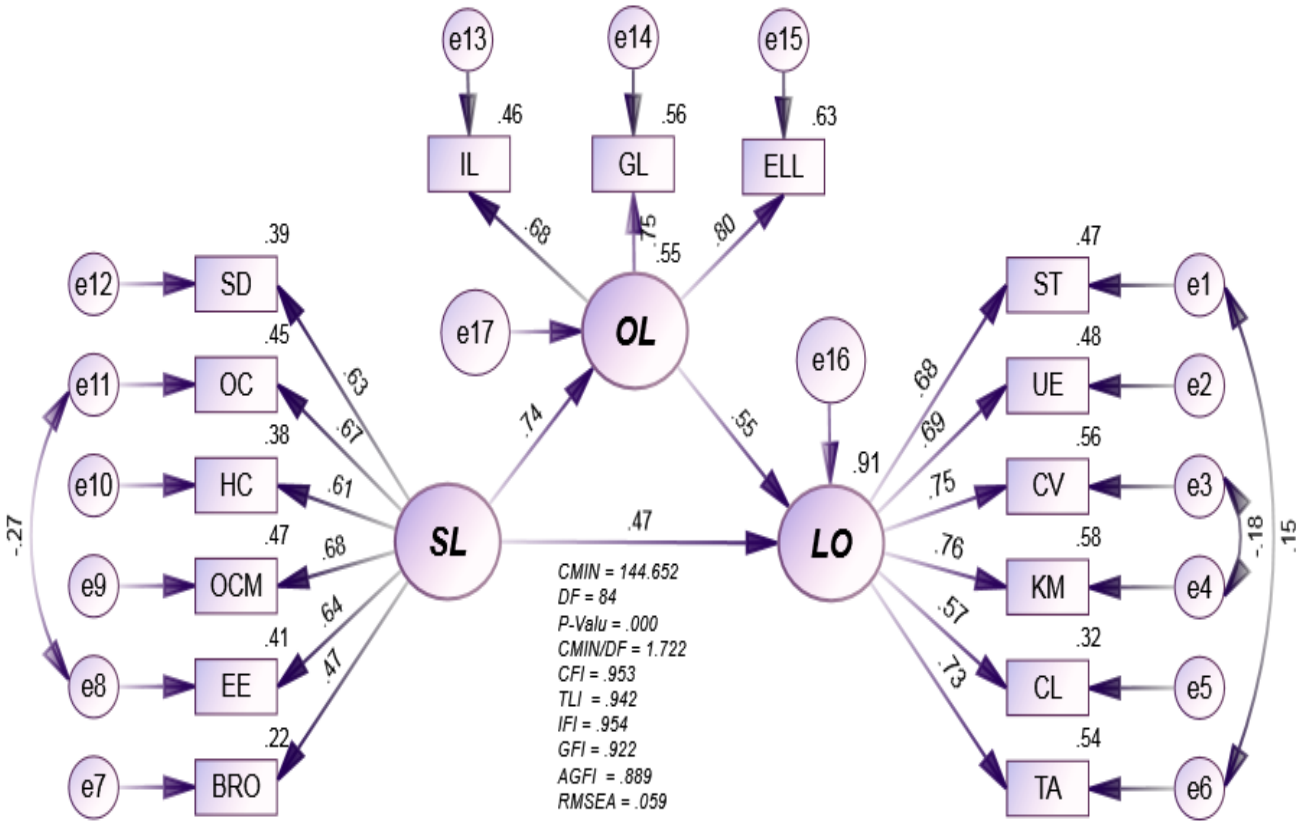 e13
e14
e15
.46
.56
.63
IL
GL
ELL
.68
.75
.80
.55
.39
e12
SD
e17
OL
e16
.47
ST
e1
.45
e11
OC
.63
.74
.55
.68
.48
UE
e2
.38
e10
HC
.67
.61
.69
.56
CV
e3
.91
.75
-.27
SL
.47
LO
-.18
.15
.47
e9
OCM
.68
.76
.58
KM
e4
.41
e8
EE
.64
.57
.32
CL
e5
.22
e7
BRO
.47
.73
.54
TA
e6
CMIN = 144.652
DF = 84
P-Valu = .000
CMIN/DF = 1.722
CFI = .953
TLI = .942
IFI = .954
GFI = .922
AGFI = .889
RMSEA = .059